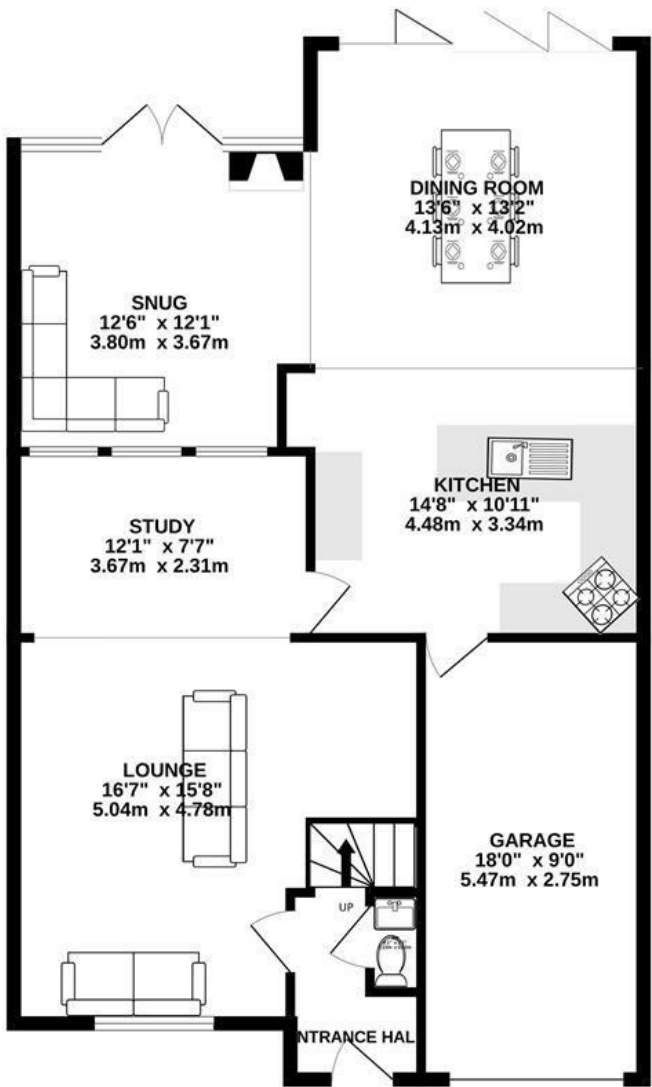 DINING ROOM
13'6" x 13'2"
4.13m x 4.02m
SNUG
12'6" x 12'1"
3.80m x 3.67m
KITCHEN
14'8" x 10'11"
4.48m x 3.34m
STUDY
12'1" x 7'7"
3.67m x 2.31m
LOUNGE
16'7" x 15'8"
5.04m x 4.78m
GARAGE
18'0" x 9'0"
5.47m x 2.75m
UP
NTRANCE HAL